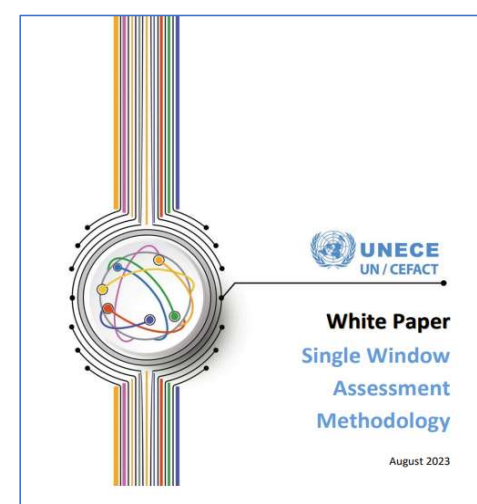 UNECE
UN / CEFACT
White Paper
Single Window
Assessment
Methodology
August 2023